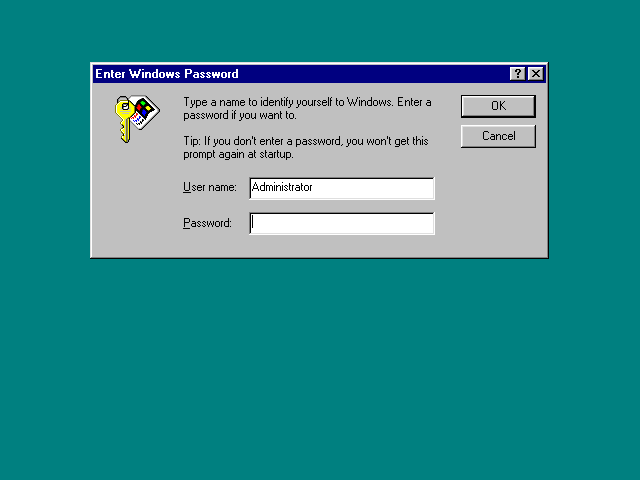 Enter Windows Password
Type a name to identify yourself to Windows. Enter a
password if you want to.
Tip: If you don't enter a password, you won't get this
prompt again at startup.
User name: Administrator
Password:
OK
Cancel